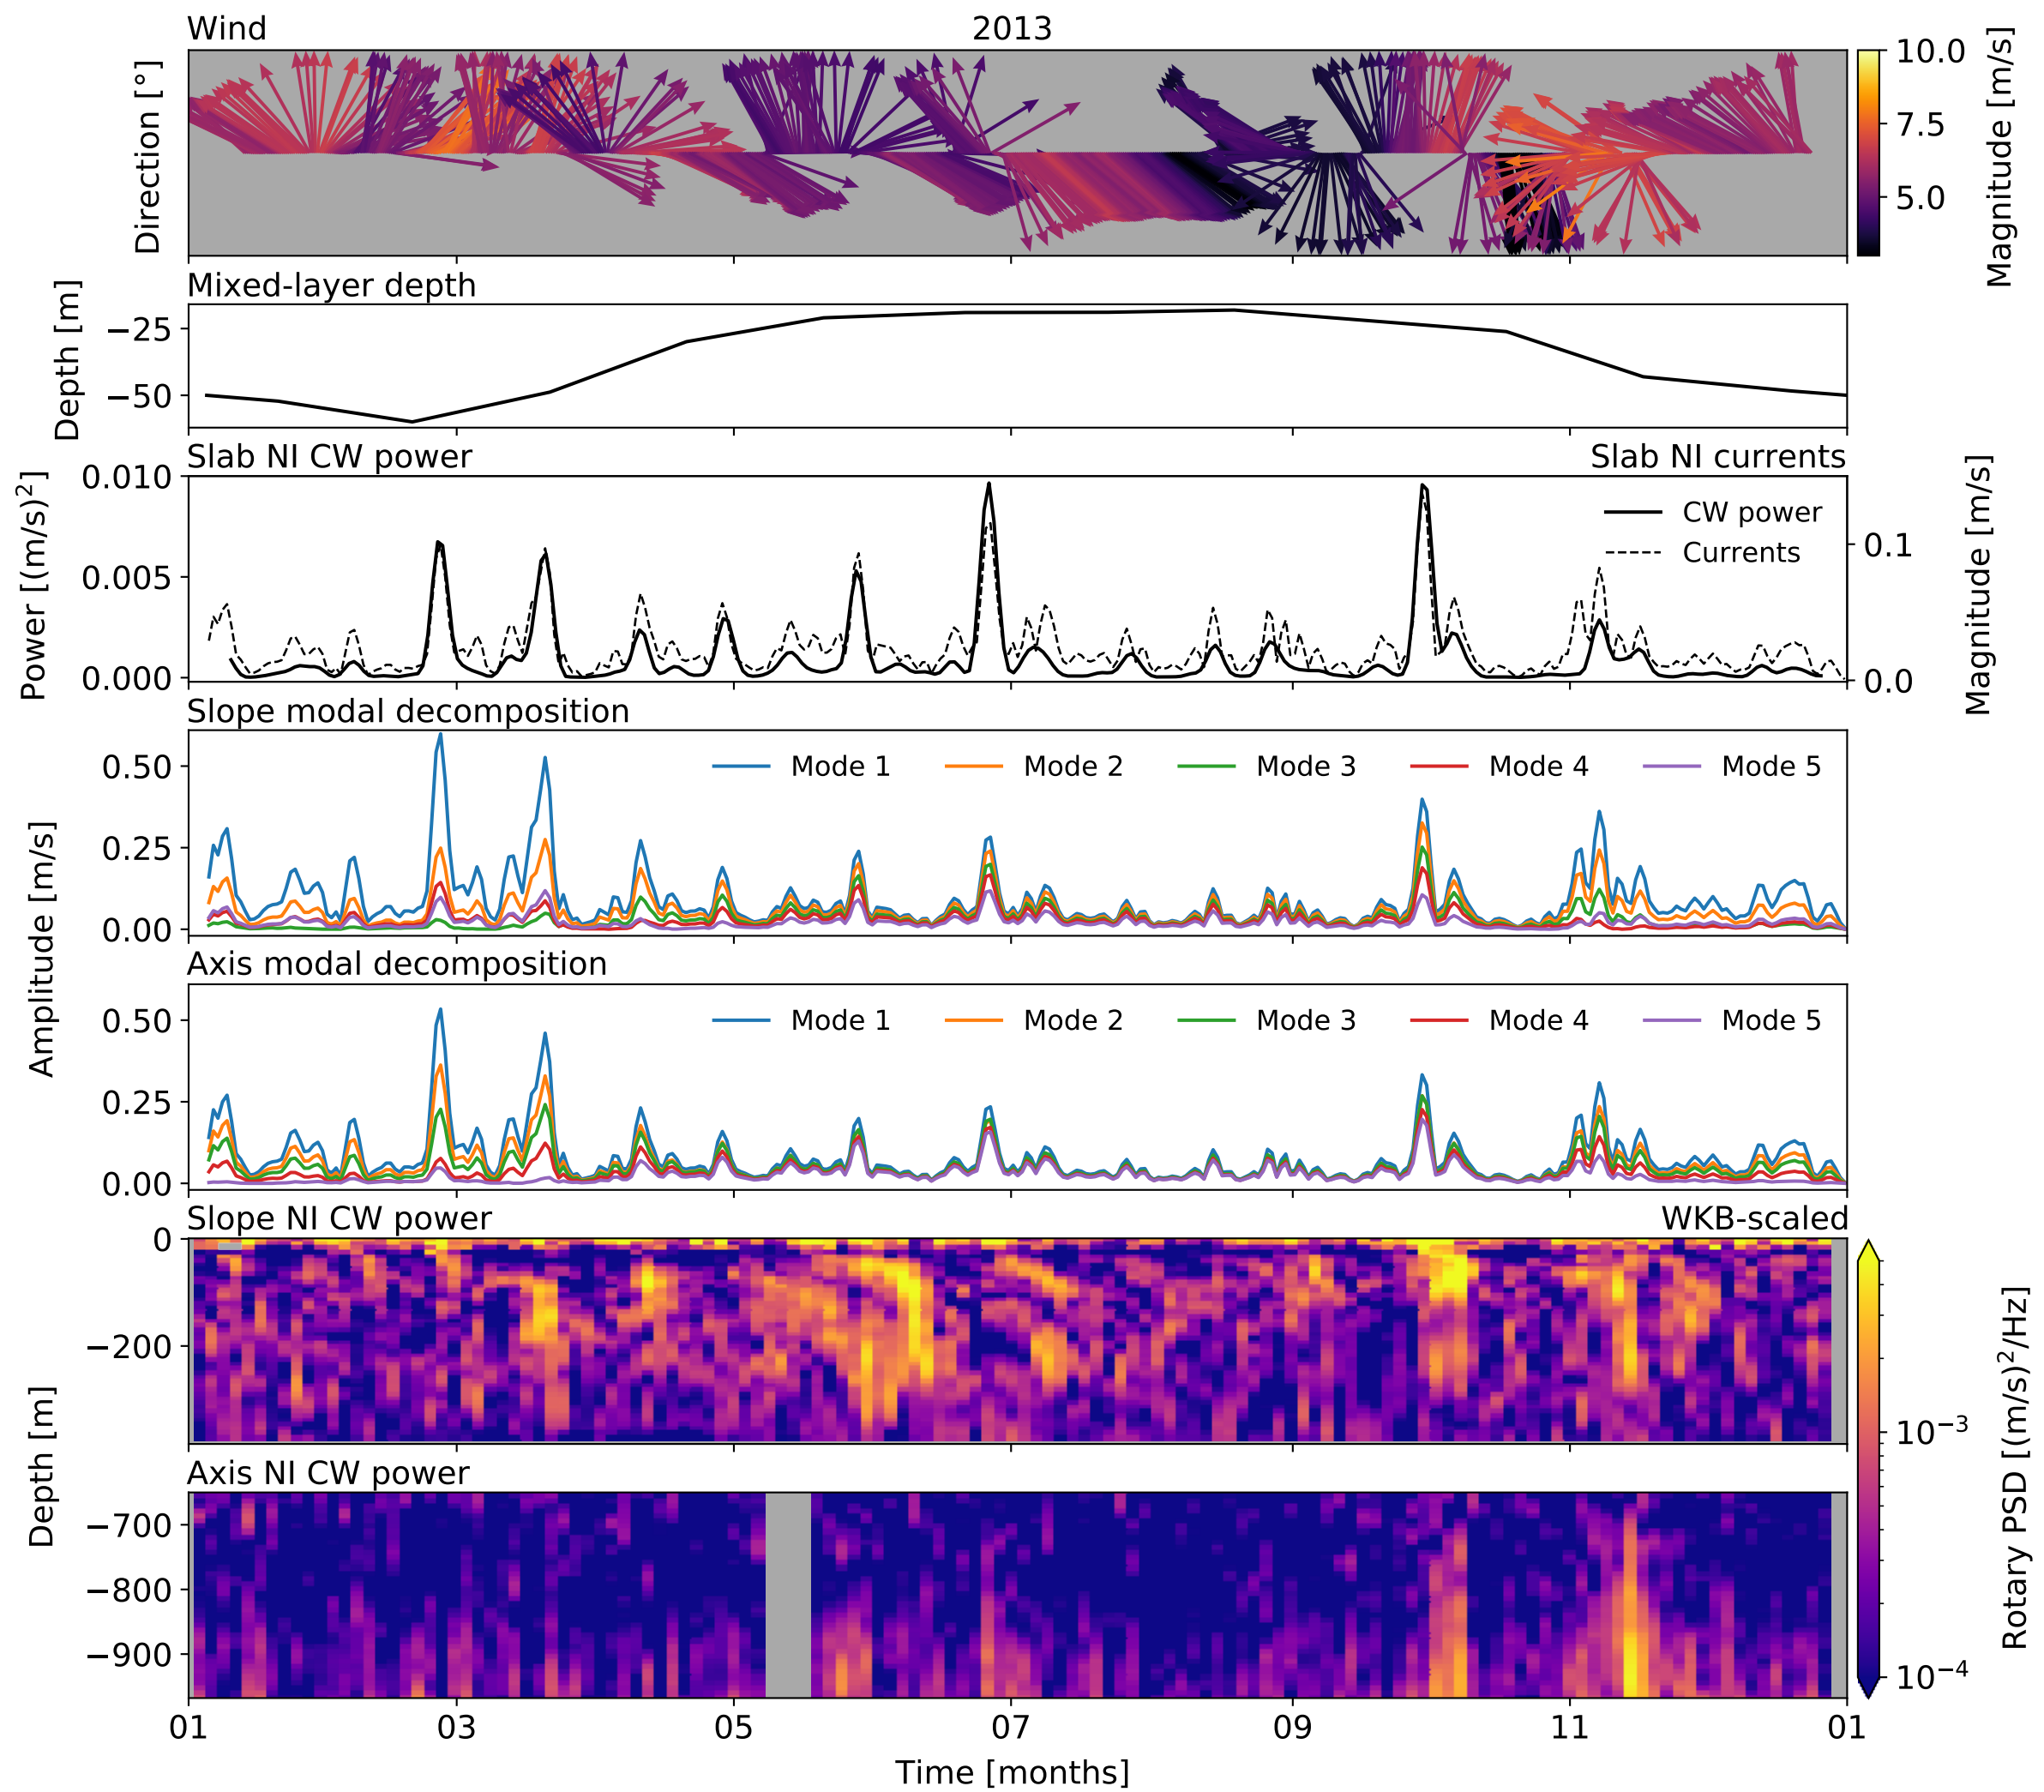 Wind 2013
Direction [°]
10.0
7.5
5.0
Magnitude [m/s]
Mixed-layer depth
Depth [m]
−25
−50
Slab NI CW power Slab NI currents
Power [(m/s)²]
0.010
0.005
0.000
CW power
Currents
0.1
0.0
Magnitude [m/s]
Slope modal decomposition
0.50
0.25
0.00
Mode 1 Mode 2 Mode 3 Mode 4 Mode 5
Amplitude [m/s]
Axis modal decomposition
0.50
0.25
0.00
Mode 1 Mode 2 Mode 3 Mode 4 Mode 5
Slope NI CW power WKB-scaled
0
−200
Depth [m]
Axis NI CW power
−700
−800
−900
10⁻³
10⁻⁴
Rotary PSD [(m/s)²/Hz]
01 03 05 07 09 11 01
Time [months]